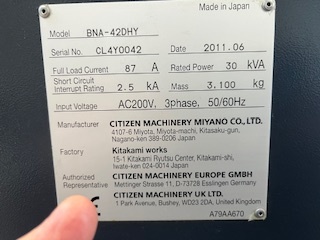 Made in Japan
Model BNA-42DHY
Serial No. CL4Y0042 Date 2011.06
Full Load Current 87 A Rated Power 30 kVA
Short Circuit
Interrupt Rating 2.5 kA Mass 3.100 kg
Input Voltage AC200V, 3phase, 50/60Hz
Manufacturer CITIZEN MACHINERY MIYANO CO., LTD.
4107-6 Miyota, Miyota-machi, Kitasaku-gun,
Nagano-ken 389-0206 Japan
Factory Kitakami works
15-1 Kitakami Ryutsu Center, Kitakami-shi,
Iwate-ken 024-0014 Japan
Authorized
Representative
CITIZEN MACHINERY EUROPE GMBH
Mettinger Strasse 11, D-73728 Esslingen Germany
CITIZEN MACHINERY UK LTD.
1 Park Avenue, Bushey, WD23 2DA, United Kingdom
A79AA670